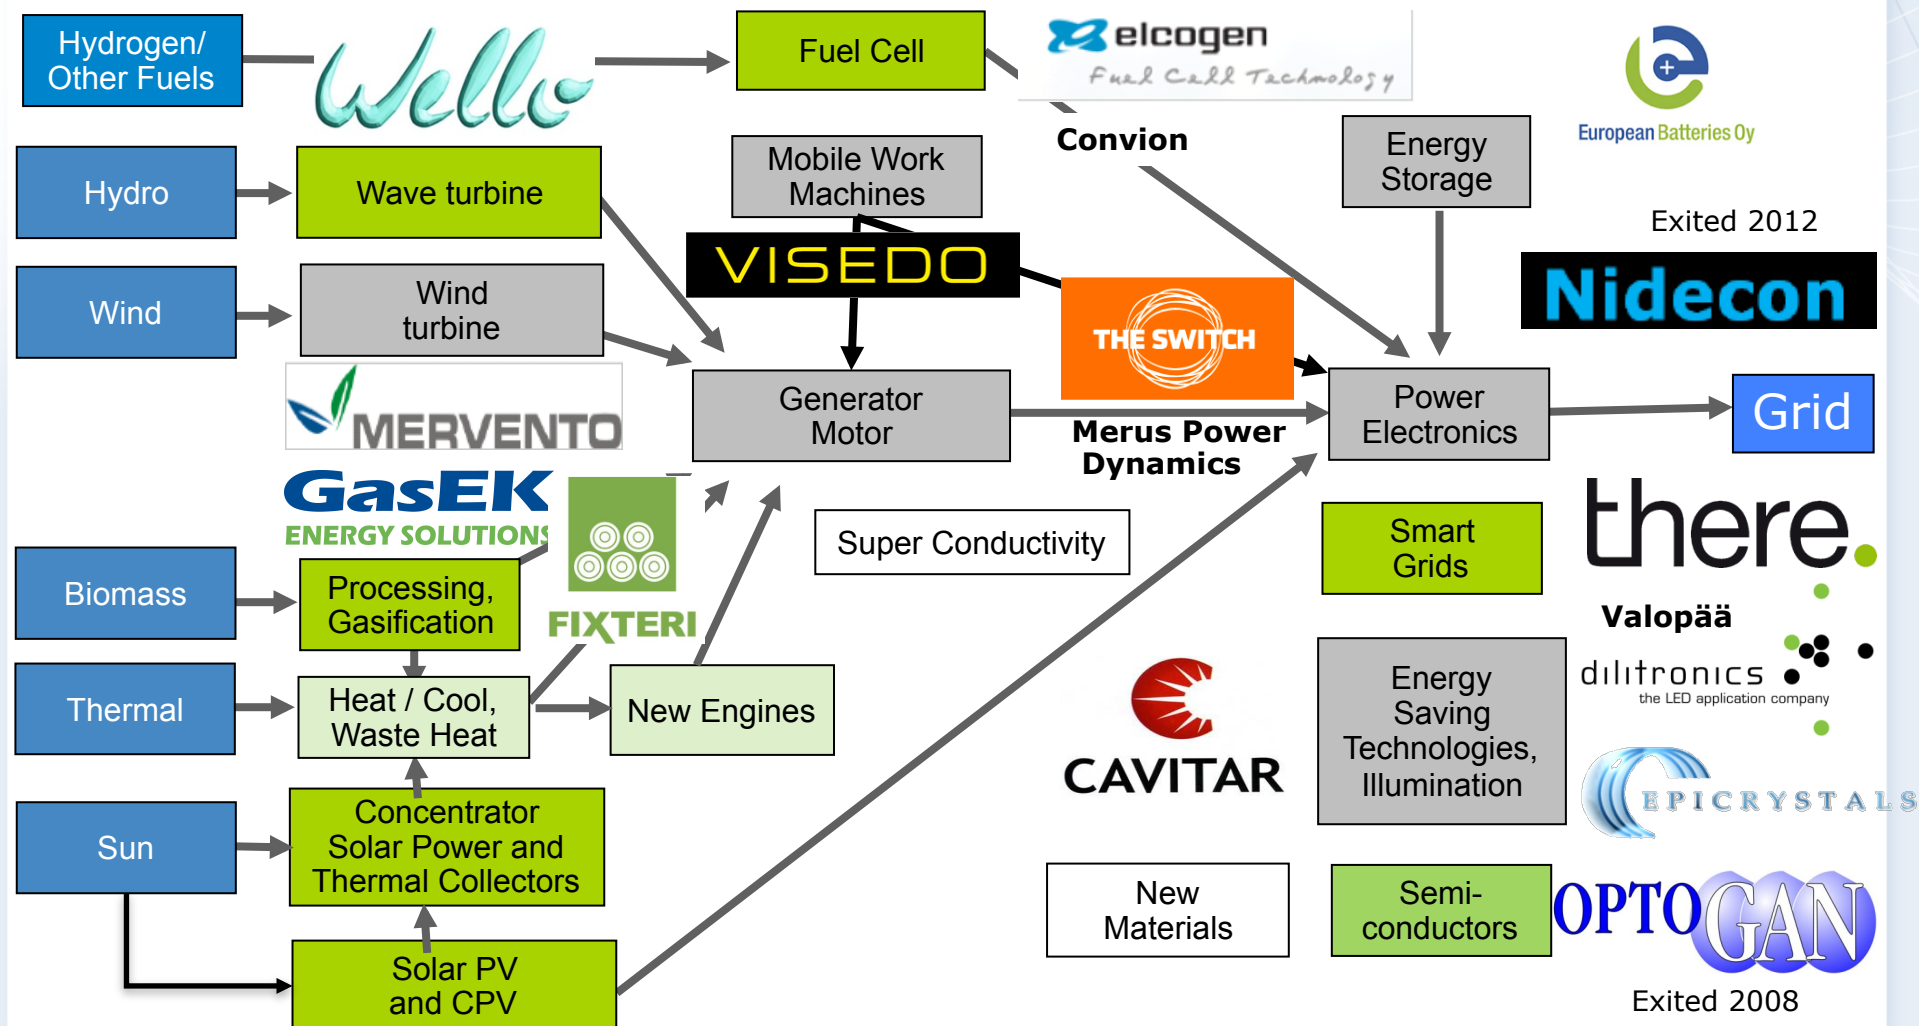 Hydrogen/
Other Fuels
Wello
Fuel Cell
elcogen
Fuel Cell Technology
European Batteries Oy
Convion
Mobile Work
Machines
Energy
Storage
Hydro
Wave turbine
Exited 2012
VISEDO
Nidecon
Wind
Wind
turbine
THE SWITCH
MERVENTO
Generator
Motor
Power
Electronics
Grid
Merus Power
Dynamics
GasEK
ENERGY SOLUTIONS
Super Conductivity
Smart
Grids
there.
Biomass
Processing,
Gasification
FIXTERI
Valopää
dilitronics
the LED application company
Thermal
Heat / Cool,
Waste Heat
New Engines
CAVITAR
Energy
Saving
Technologies,
Illumination
EPICRYSTALS
Sun
Concentrator
Solar Power and
Thermal Collectors
New
Materials
Semi-
conductors
OPTOGAN
Solar PV
and CPV
Exited 2008